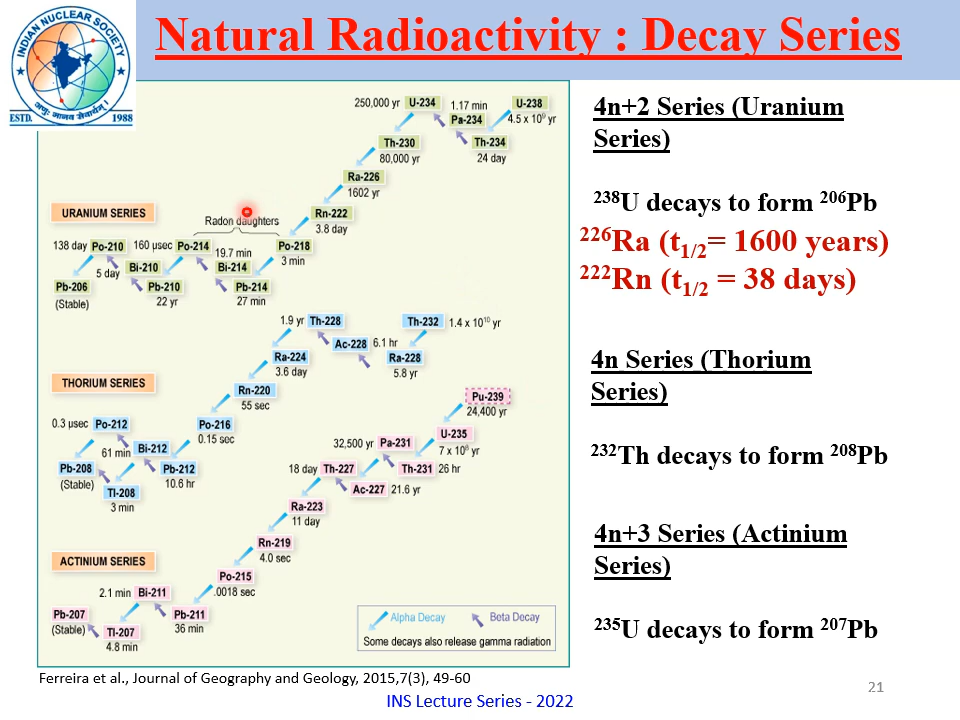 Natural Radioactivity : Decay Series
INDIAN NUCLEAR SOCIETY
ESTD. 1988
250,000 yr U-234 1.17 min U-238
Pa-234 4.5 x 10⁹ yr
Th-230 Th-234
80,000 yr 24 day
Ra-226
1602 yr
URANIUM SERIES Rn-222
Radon daughters 3.8 day
138 day Po-210 160 µsec Po-214 19.7 min Po-218
5 day Bi-210 Bi-214 3 min
Pb-206 Pb-210 Pb-214
(Stable) 22 yr 27 min
1.9 yr Th-228 Th-232 1.4 x 10¹⁰ yr
Ac-228 6.1 hr
Ra-224 Ra-228
3.6 day 5.8 yr
THORIUM SERIES Rn-220
55 sec
0.3 µsec Po-212 Po-216
61 min Bi-212 0.15 sec
Pb-208 Pb-212
(Stable) 10.6 hr
Tl-208
3 min
Pu-239
24,400 yr
32,500 yr Pa-231 U-235
7 x 10⁸ yr
18 day Th-227 Th-231 26 hr
Ac-227 21.6 yr
Ra-223
11 day
Rn-219
4.0 sec
ACTINIUM SERIES
Po-215
.0018 sec
2.1 min Bi-211
Pb-207 Pb-211
(Stable) 36 min
Tl-207
4.8 min
Alpha Decay Beta Decay
Some decays also release gamma radiation
4n+2 Series (Uranium
Series)
²³⁸U decays to form ²⁰⁶Pb
²²⁶Ra (t₁/₂= 1600 years)
²²²Rn (t₁/₂ = 38 days)
4n Series (Thorium
Series)
²³²Th decays to form ²⁰⁸Pb
4n+3 Series (Actinium
Series)
²³⁵U decays to form ²⁰⁷Pb
Ferreira et al., Journal of Geography and Geology, 2015,7(3), 49-60
INS Lecture Series - 2022
21